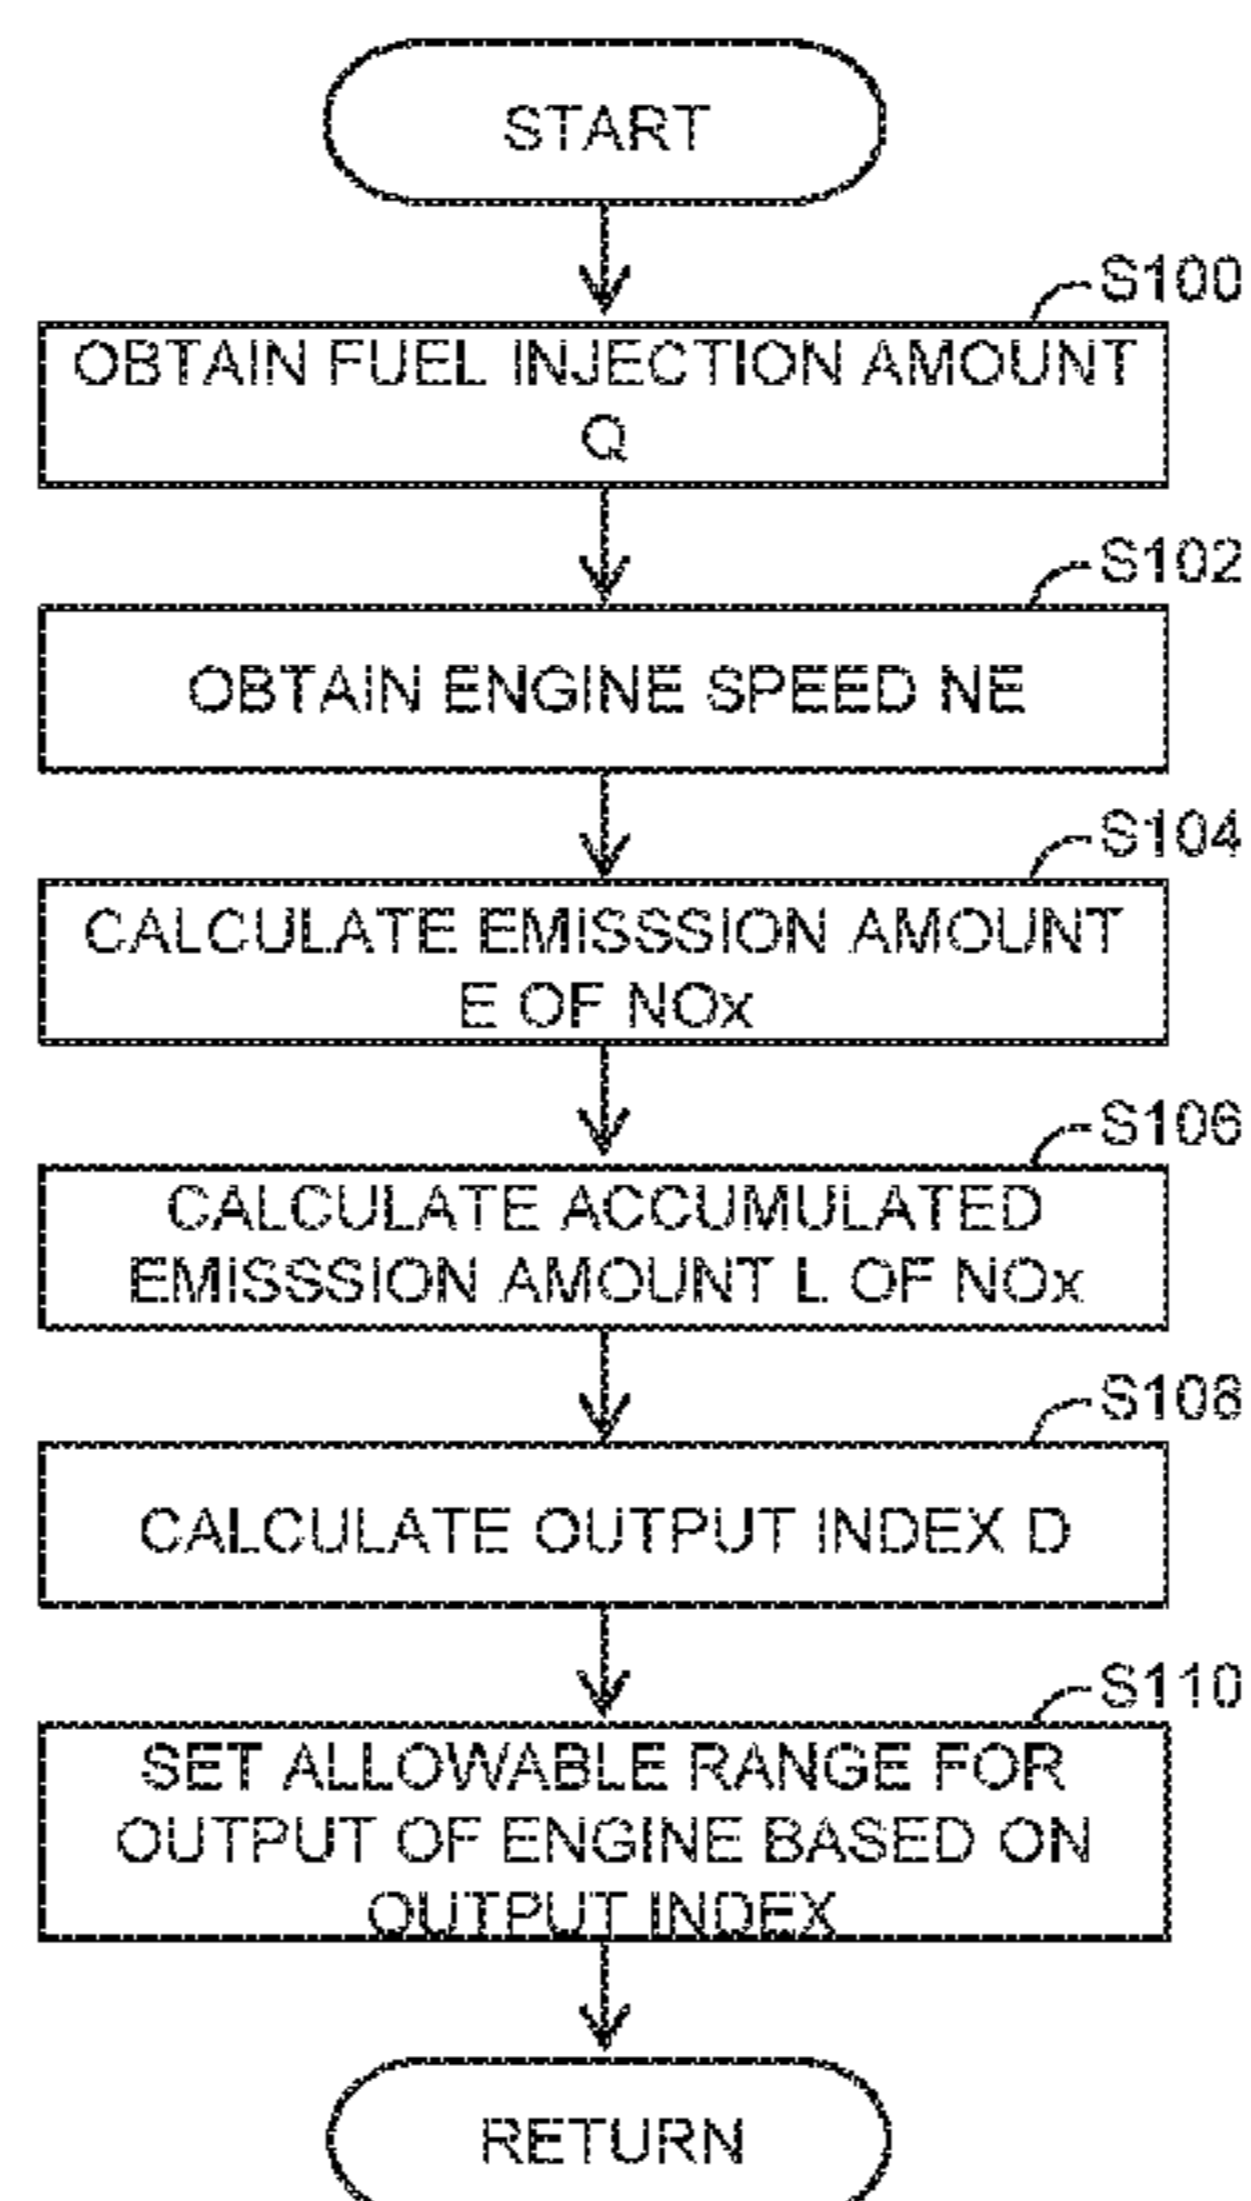 START
S100
OBTAIN FUEL INJECTION AMOUNT
Q
S102
OBTAIN ENGINE SPEED NE
S104
CALCULATE EMISSSION AMOUNT
E OF NOx
S106
CALCULATE ACCUMULATED
EMISSSION AMOUNT L OF NOx
S108
CALCULATE OUTPUT INDEX D
S110
SET ALLOWABLE RANGE FOR
OUTPUT OF ENGINE BASED ON
OUTPUT INDEX
RETURN